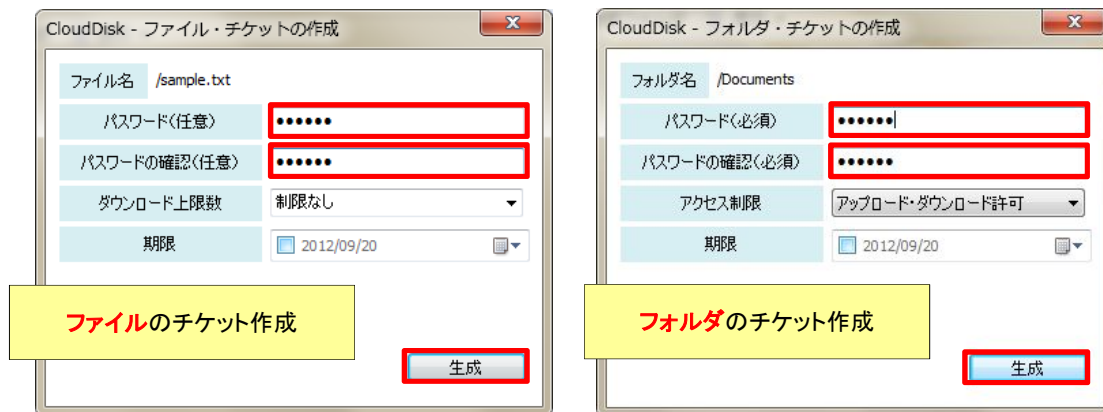 CloudDisk - ファイル・チケットの作成
ファイル名 /sample.txt
パスワード(任意) ●●●●●●
パスワードの確認(任意) ●●●●●●
ダウンロード上限数 制限なし
期限 2012/09/20
ファイルのチケット作成
生成
CloudDisk - フォルダ・チケットの作成
フォルダ名 /Documents
パスワード(必須) ●●●●●●
パスワードの確認(必須) ●●●●●●
アクセス制限 アップロード・ダウンロード許可
期限 2012/09/20
フォルダのチケット作成
生成